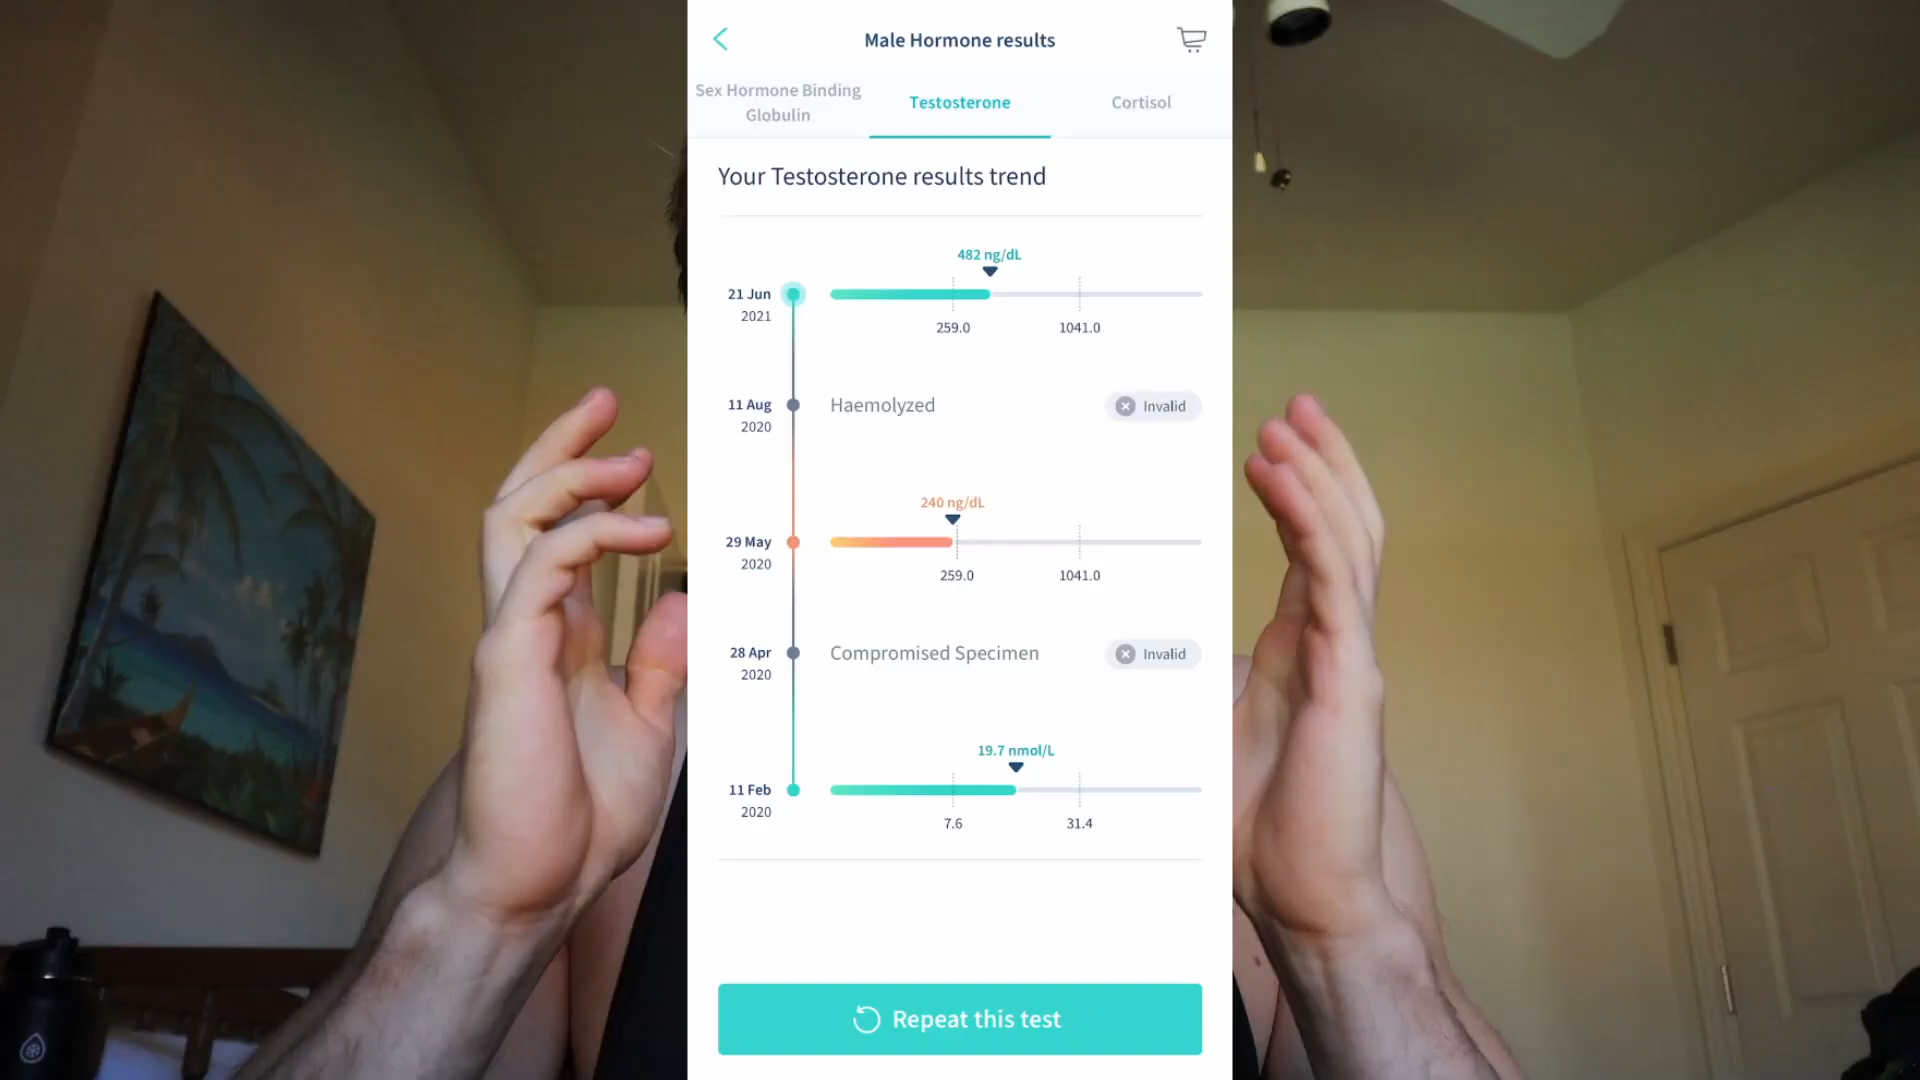 Male Hormone results
Sex Hormone Binding
Globulin
Testosterone
Cortisol
Your Testosterone results trend
482 ng/dL
21 Jun
2021
259.0
1041.0
11 Aug
2020
Haemolyzed
Invalid
240 ng/dL
29 May
2020
259.0
1041.0
28 Apr
2020
Compromised Specimen
Invalid
19.7 nmol/L
11 Feb
2020
7.6
31.4
Repeat this test